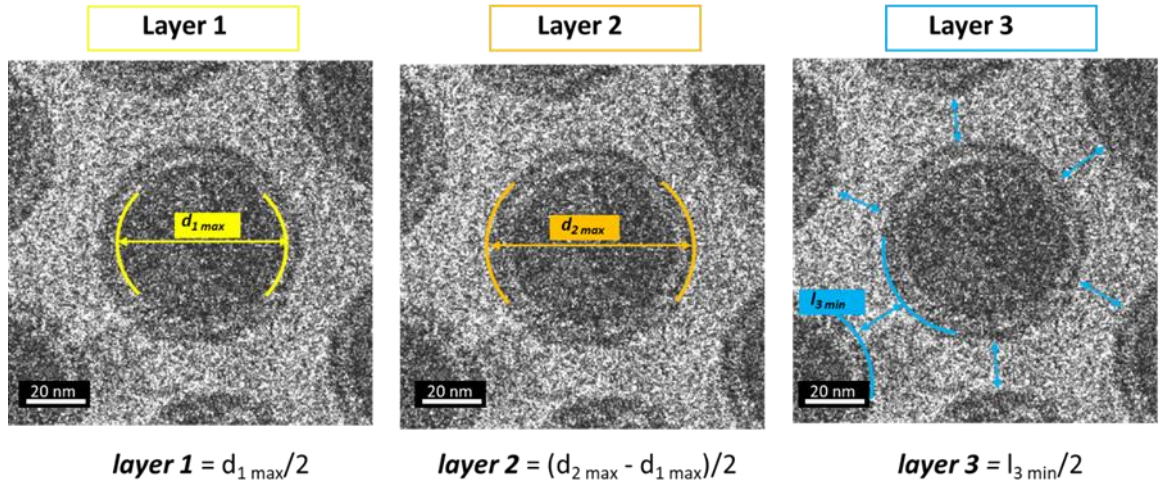 Layer 1
Layer 2
Layer 3
d1 max
d2 max
l3 min
20 nm
20 nm
20 nm
layer 1 = d1 max/2
layer 2 = (d2 max - d1 max)/2
layer 3 = l3 min/2